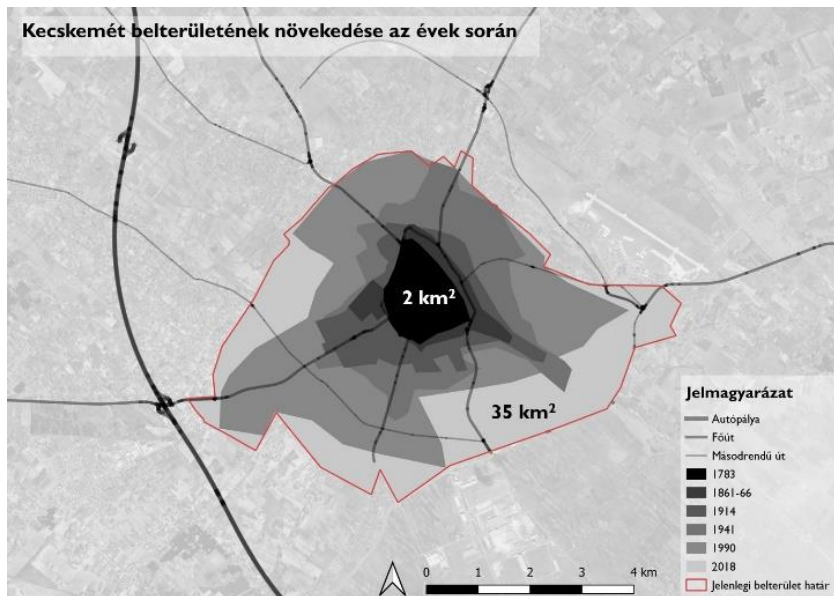 Kecskemét belterületének növekedése az évek során
2 km²
35 km²
Jelmagyarázat
Autópálya
Főút
Másodrendű út
1783
1861-66
1914
1941
1990
2018
Jelenlegi belterület határ
0 1 2 3 4 km